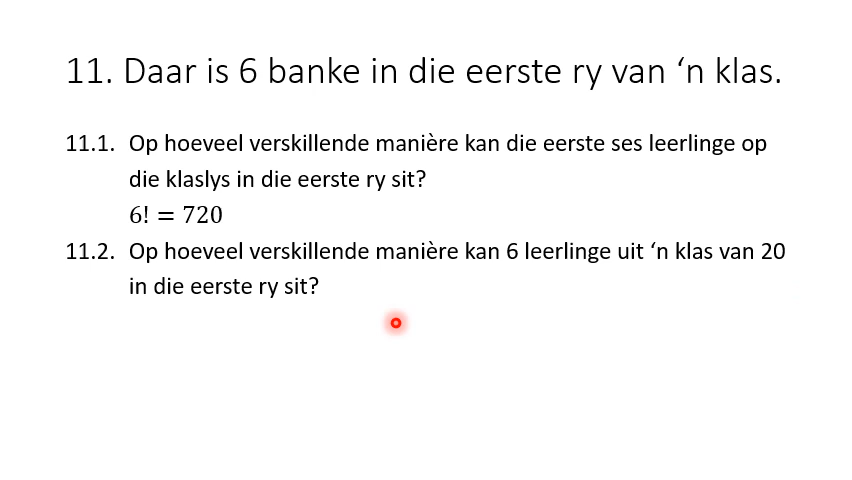 11. Daar is 6 banke in die eerste ry van ‘n klas.
11.1. Op hoeveel verskillende manière kan die eerste ses leerlinge op
die klaslys in die eerste ry sit?
6! = 720
11.2. Op hoeveel verskillende manière kan 6 leerlinge uit ‘n klas van 20
in die eerste ry sit?